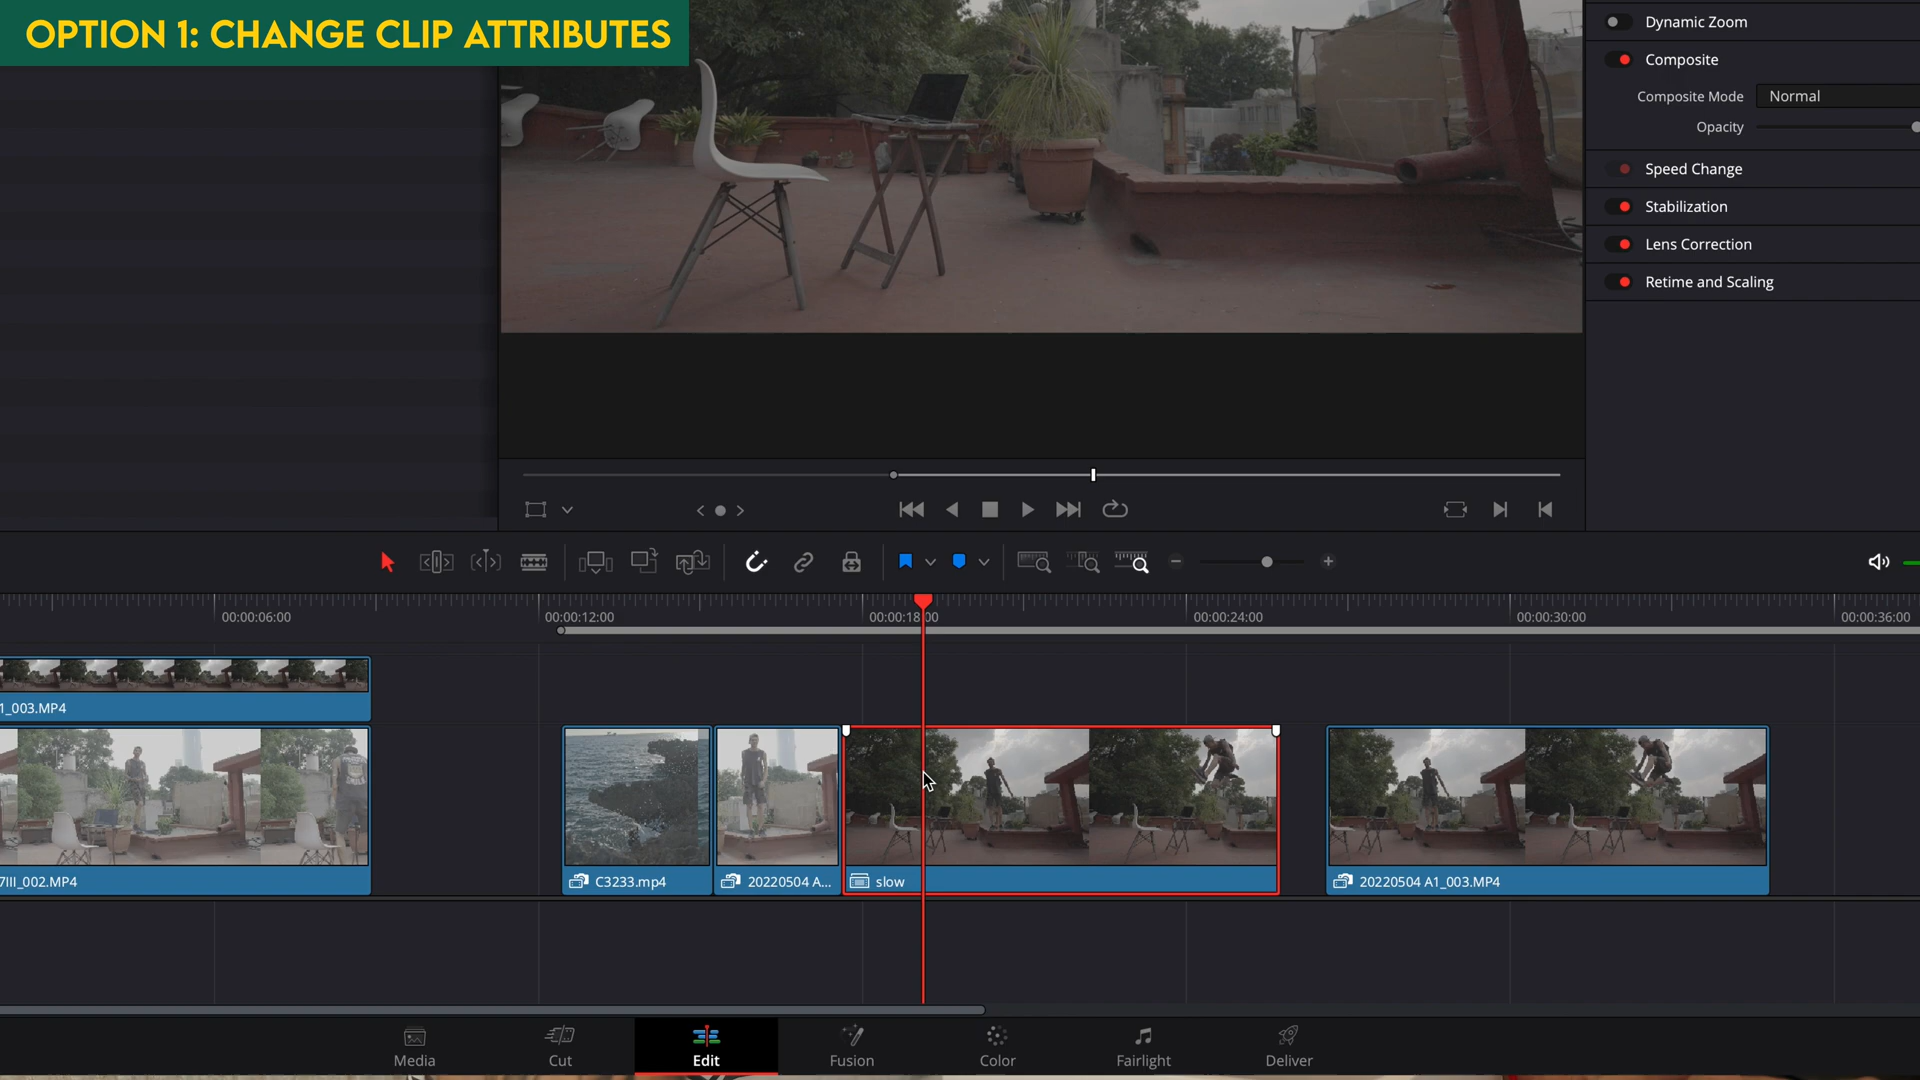 OPTION 1: CHANGE CLIP ATTRIBUTES
Dynamic Zoom
Composite
Composite Mode
Normal
Opacity
Speed Change
Stabilization
Lens Correction
Retime and Scaling
00:00:06:00
00:00:12:00
00:00:18:00
00:00:24:00
00:00:30:00
00:00:36:00
1_003.MP4
7III_002.MP4
C3233.mp4
20220504 A...
slow
20220504 A1_003.MP4
Media
Cut
Edit
Fusion
Color
Fairlight
Deliver